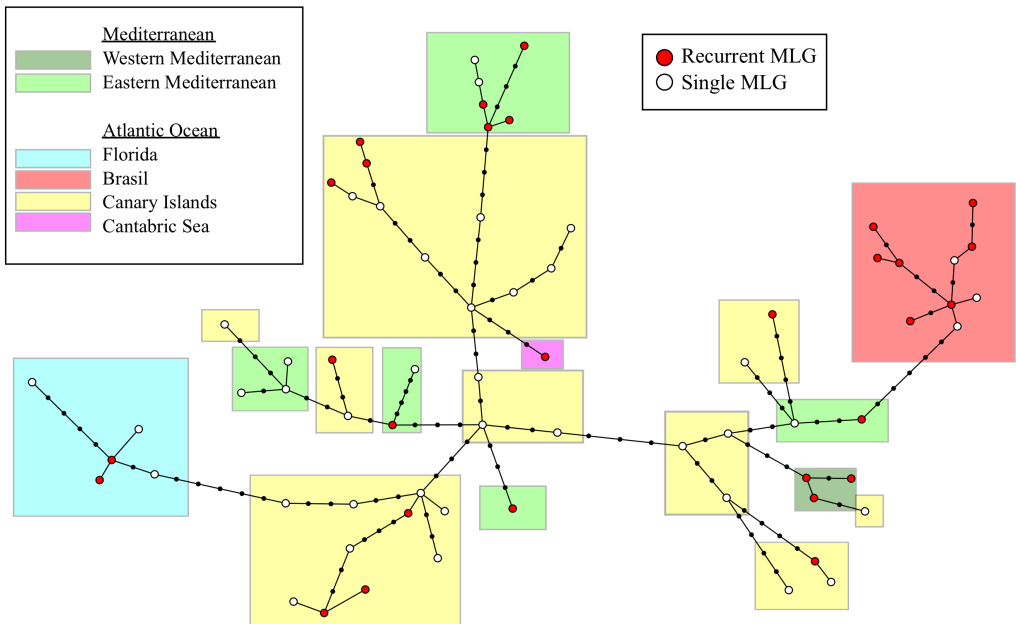 Mediterranean
Western Mediterranean
Eastern Mediterranean
Atlantic Ocean
Florida
Brasil
Canary Islands
Cantabric Sea
Recurrent MLG
Single MLG